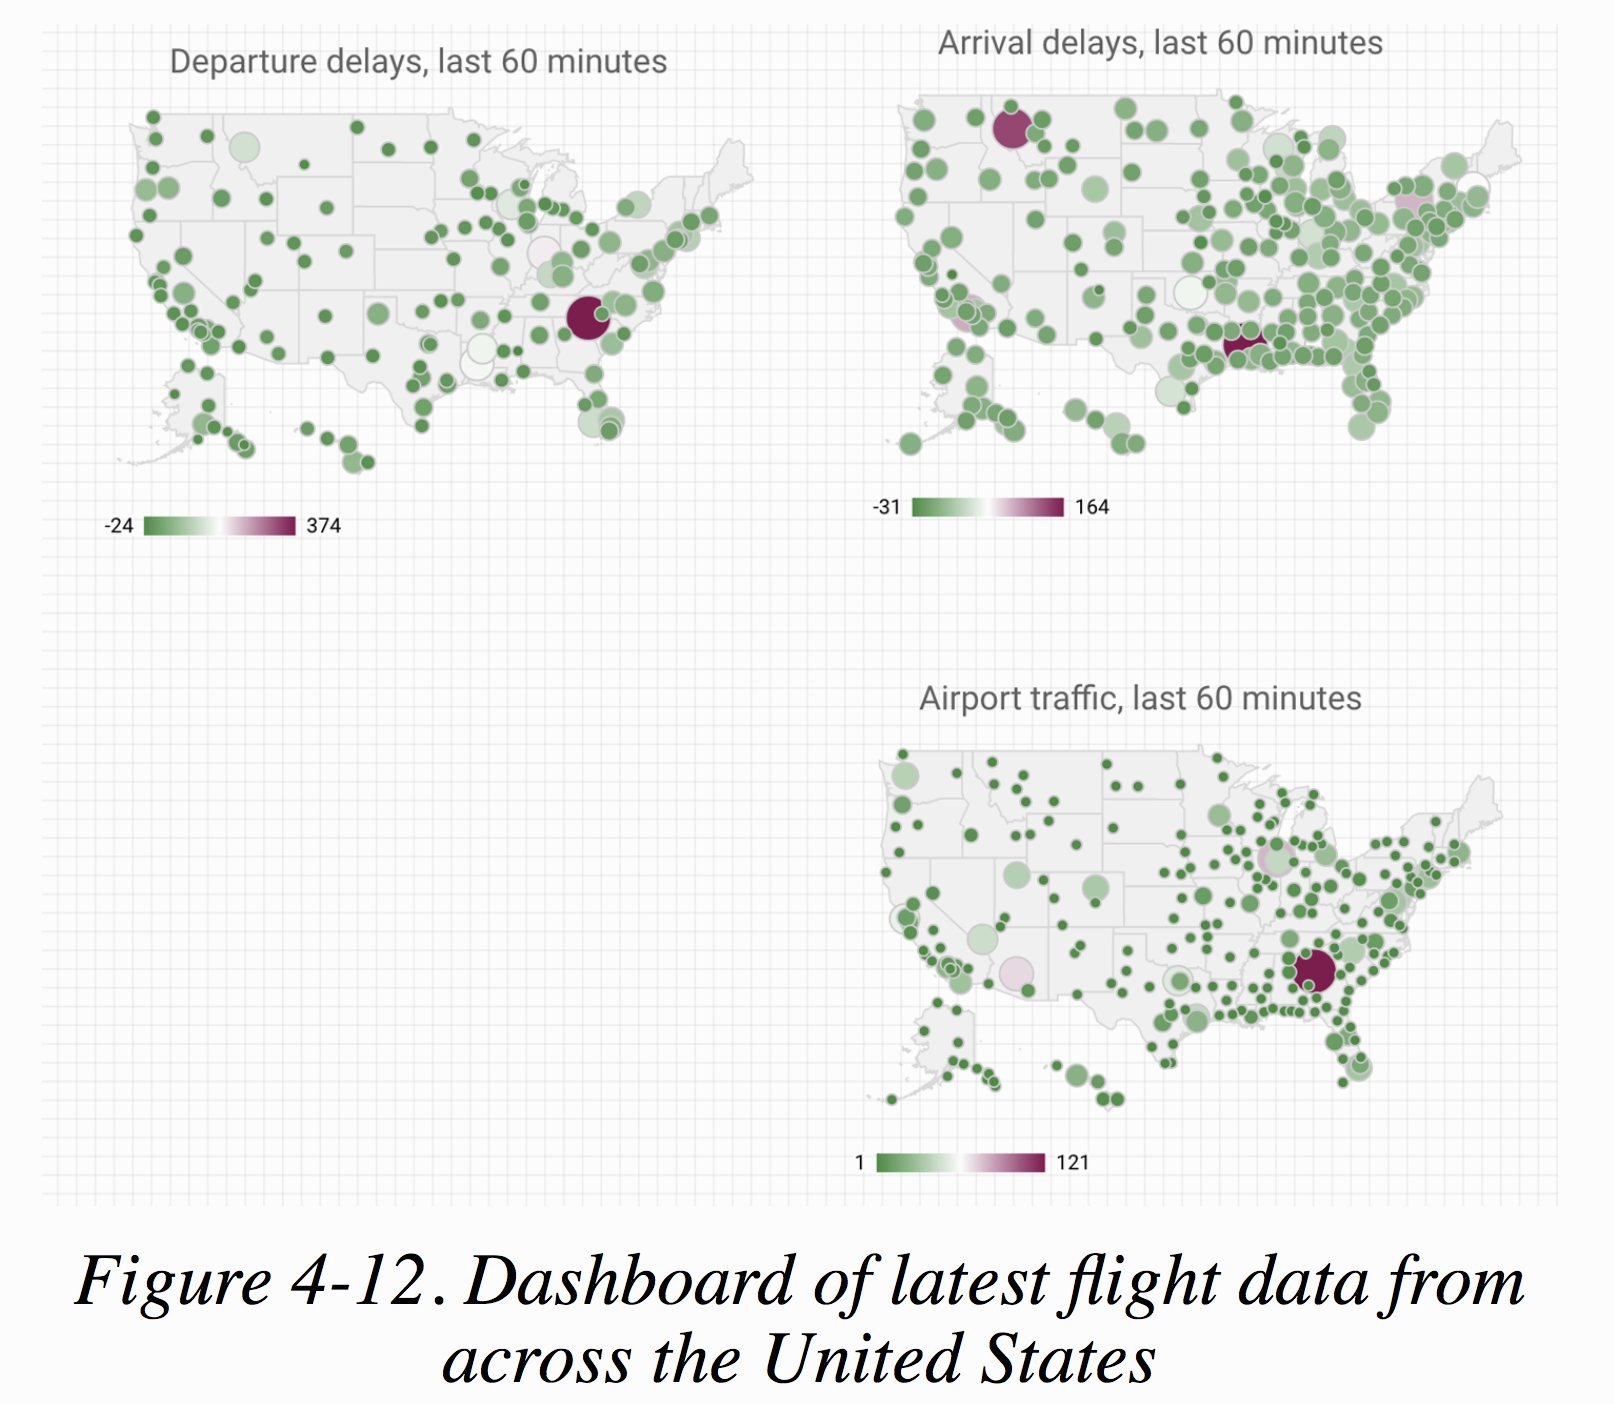 Departure delays, last 60 minutes
Arrival delays, last 60 minutes
-24 374
-31 164
Airport traffic, last 60 minutes
1 121
Figure 4-12. Dashboard of latest flight data from
across the United States